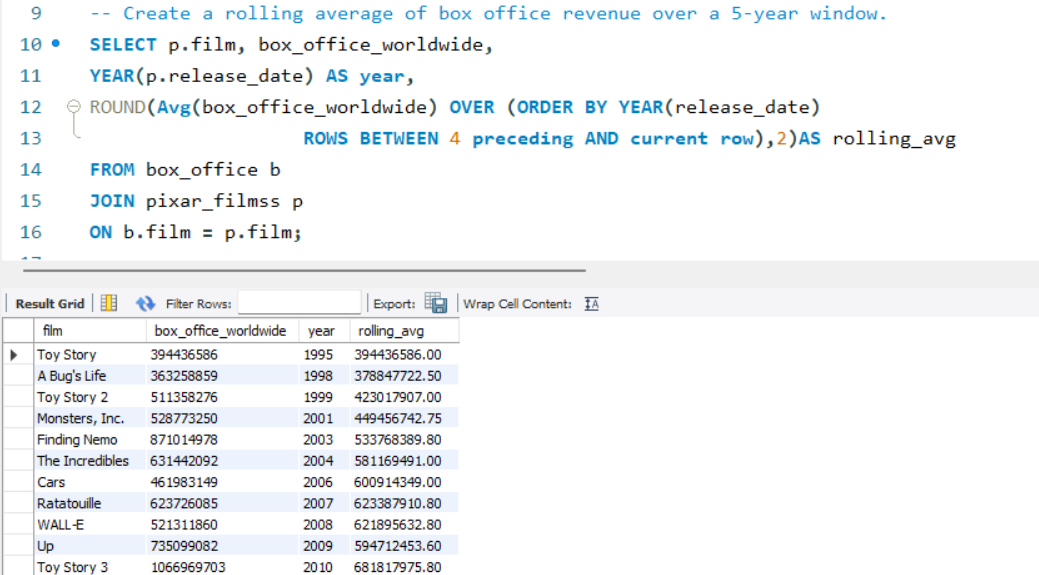 9 -- Create a rolling average of box office revenue over a 5-year window.
10 SELECT p.film, box_office_worldwide,
11 YEAR(p.release_date) AS year,
12 ROUND(Avg(box_office_worldwide) OVER (ORDER BY YEAR(release_date)
13 ROWS BETWEEN 4 preceding AND current row),2)AS rolling_avg
14 FROM box_office b
15 JOIN pixar_filmss p
16 ON b.film = p.film;
Result Grid Filter Rows: Export: Wrap Cell Content:
film box_office_worldwide year rolling_avg
Toy Story 394436586 1995 394436586.00
A Bug's Life 363258859 1998 378847722.50
Toy Story 2 511358276 1999 423017907.00
Monsters, Inc. 528773250 2001 449456742.75
Finding Nemo 871014978 2003 533768389.80
The Incredibles 631442092 2004 581169491.00
Cars 461983149 2006 600914349.00
Ratatouille 623726085 2007 623387910.80
WALL-E 521311860 2008 621895632.80
Up 735099082 2009 594712453.60
Toy Story 3 1066969703 2010 681817975.80